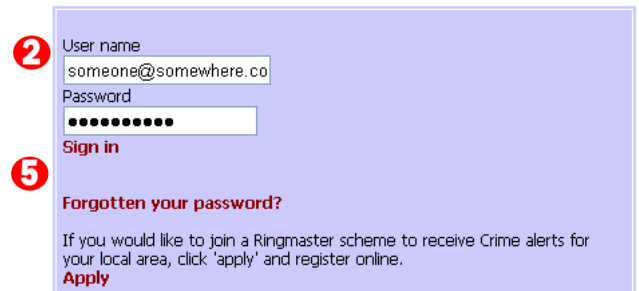 2
User name
someone@somewhere.co
Password
●●●●●●●●●●
Sign in
5
Forgotten your password?
If you would like to join a Ringmaster scheme to receive Crime alerts for
your local area, click 'apply' and register online.
Apply